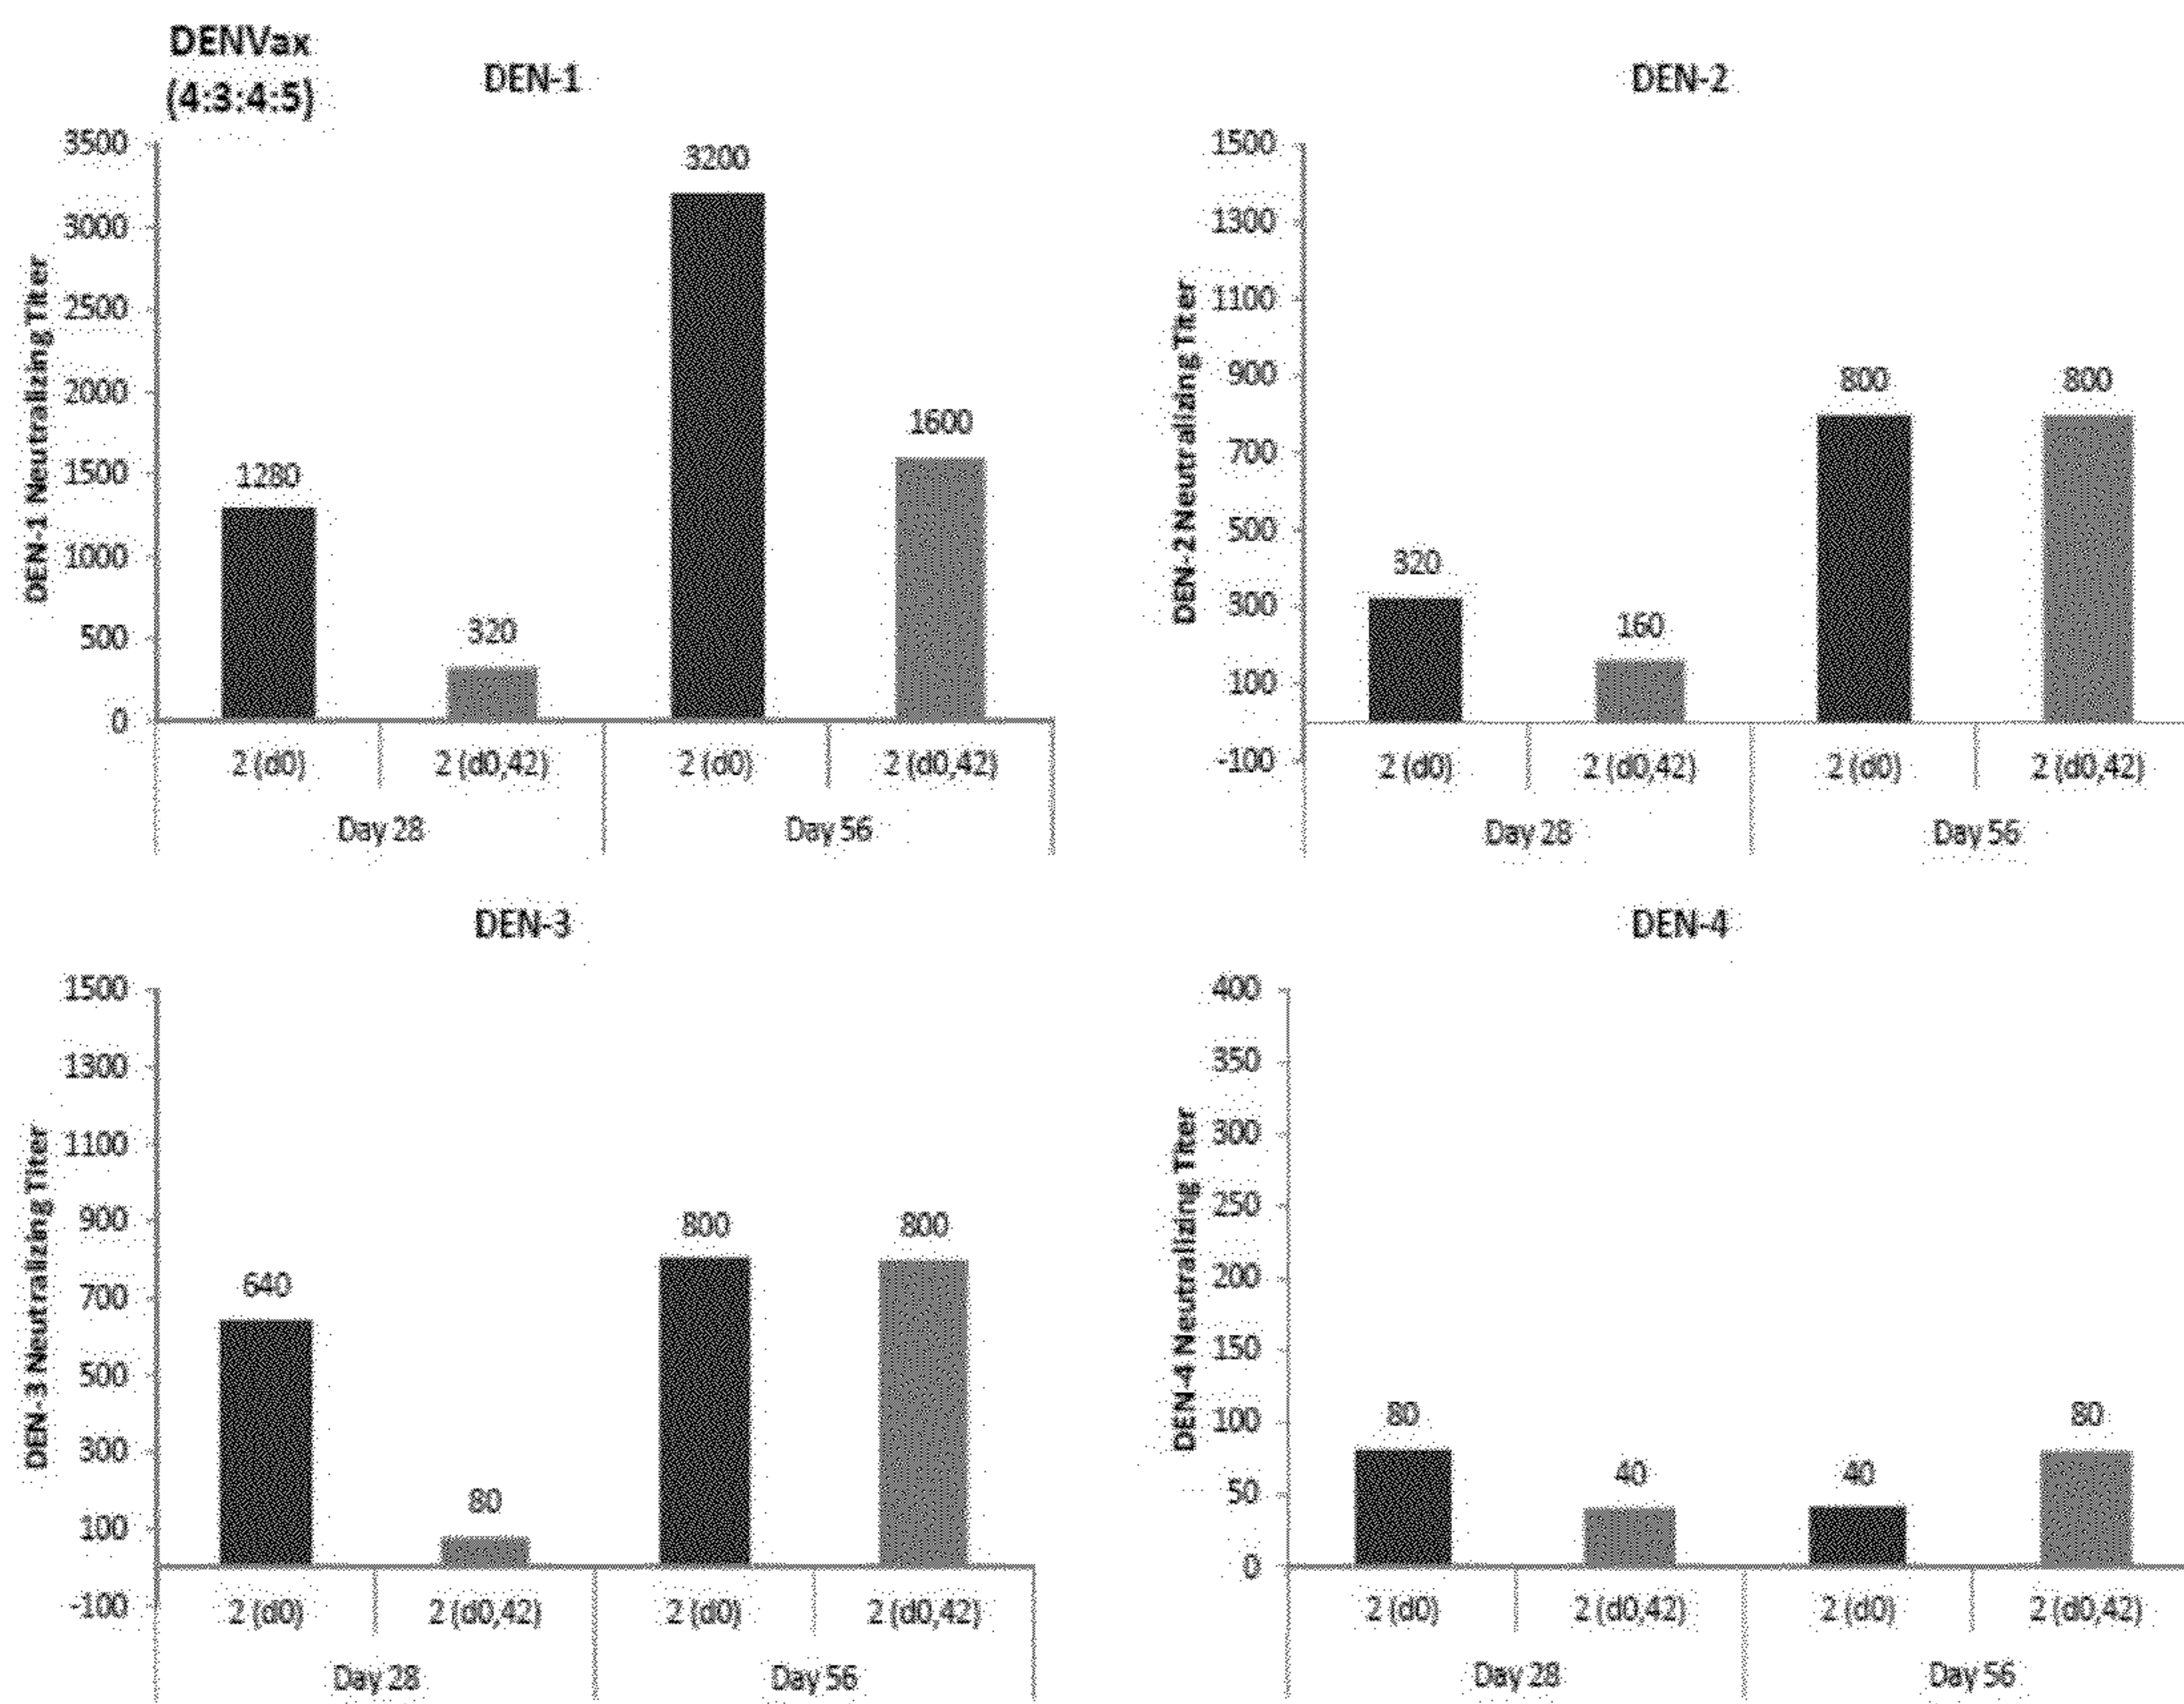 DENVax
(4:3:4:5)
DEN-1
DEN-1 Neutralizing Titer
3500
3000
2500
2000
1500
1000
500
0
1280
320
3200
1600
2 (d0)
2 (d0,42)
2 (d0)
2 (d0,42)
Day 28
Day 56
DEN-2
DEN-2 Neutralizing Titer
1500
1300
1100
900
700
500
300
100
-100
320
160
800
800
2 (d0)
2 (d0,42)
2 (d0)
2 (d0,42)
Day 28
Day 56
DEN-3
DEN-3 Neutralizing Titer
1500
1300
1100
900
700
500
300
100
-100
640
80
800
800
2 (d0)
2 (d0,42)
2 (d0)
2 (d0,42)
Day 28
Day 56
DEN-4
DEN-4 Neutralizing Titer
400
350
300
250
200
150
100
50
0
80
40
40
80
2 (d0)
2 (d0,42)
2 (d0)
2 (d0,42)
Day 28
Day 56